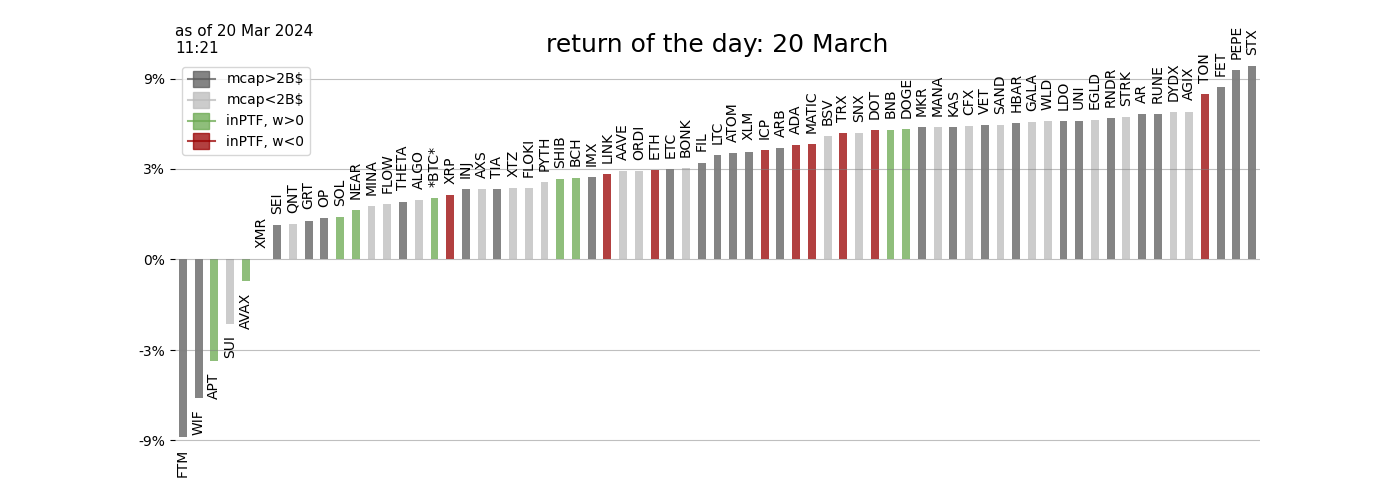 as of 20 Mar 2024
11:21
return of the day: 20 March
mcap>2B$
mcap<2B$
inPTF, w>0
inPTF, w<0
9%
3%
0%
-3%
-9%
FTM
WIF
APT
SUI
AVAX
XMR
SEI
QNT
GRT
OP
SOL
NEAR
MINA
FLOW
THETA
ALGO
*BTC*
XRP
INJ
AXS
TIA
XTZ
FLOKI
PYTH
SHIB
BCH
IMX
LINK
AAVE
ORDI
ETH
ETC
BONK
FIL
LTC
ATOM
XLM
ICP
ARB
ADA
MATIC
BSV
TRX
SNX
DOT
BNB
DOGE
MKR
MANA
KAS
CFX
VET
SAND
HBAR
GALA
WLD
LDO
UNI
EGLD
RNDR
STRK
AR
RUNE
DYDX
AGIX
TON
FET
PEPE
STX